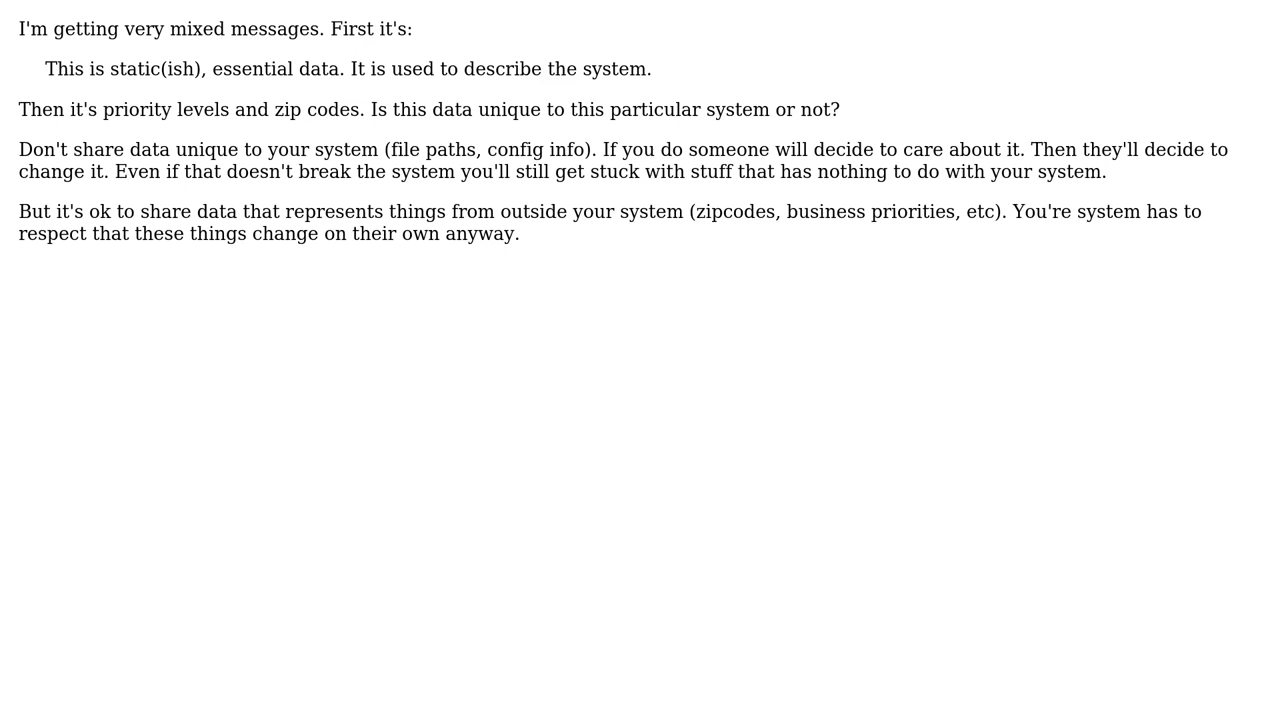 I'm getting very mixed messages. First it's:
This is static(ish), essential data. It is used to describe the system.
Then it's priority levels and zip codes. Is this data unique to this particular system or not?
Don't share data unique to your system (file paths, config info). If you do someone will decide to care about it. Then they'll decide to
change it. Even if that doesn't break the system you'll still get stuck with stuff that has nothing to do with your system.
But it's ok to share data that represents things from outside your system (zipcodes, business priorities, etc). You're system has to
respect that these things change on their own anyway.